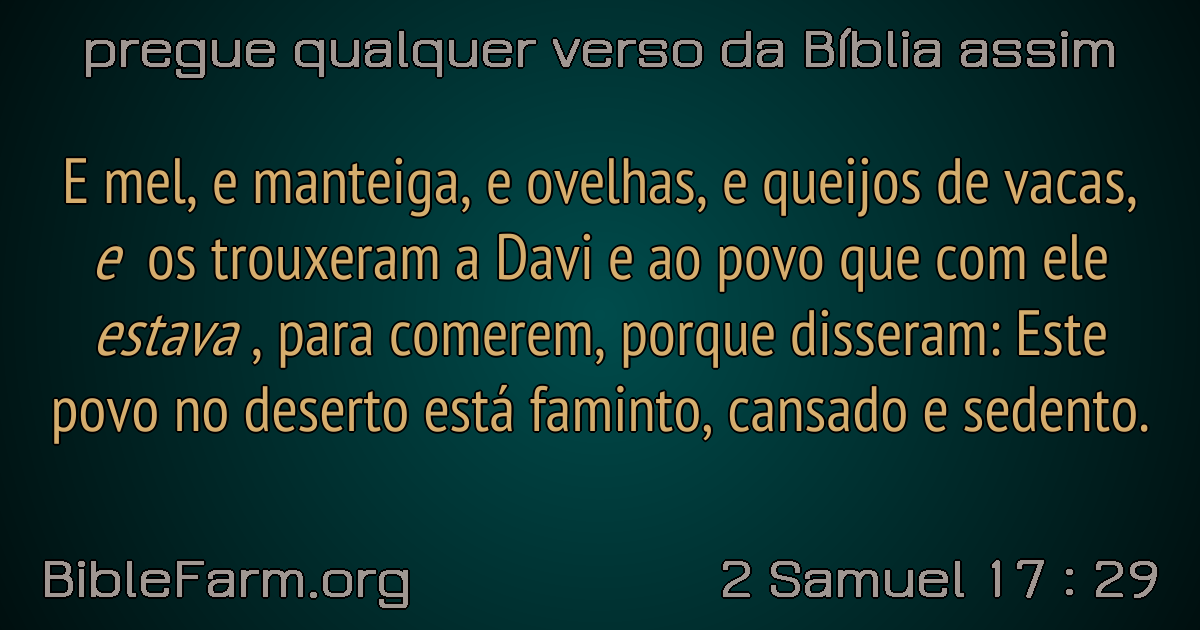 pregue qualquer verso da Bíblia assim
E mel, e manteiga, e ovelhas, e queijos de vacas,
e os trouxeram a Davi e ao povo que com ele
estava , para comerem, porque disseram: Este
povo no deserto está faminto, cansado e sedento.
BibleFarm.org
2 Samuel 17 : 29